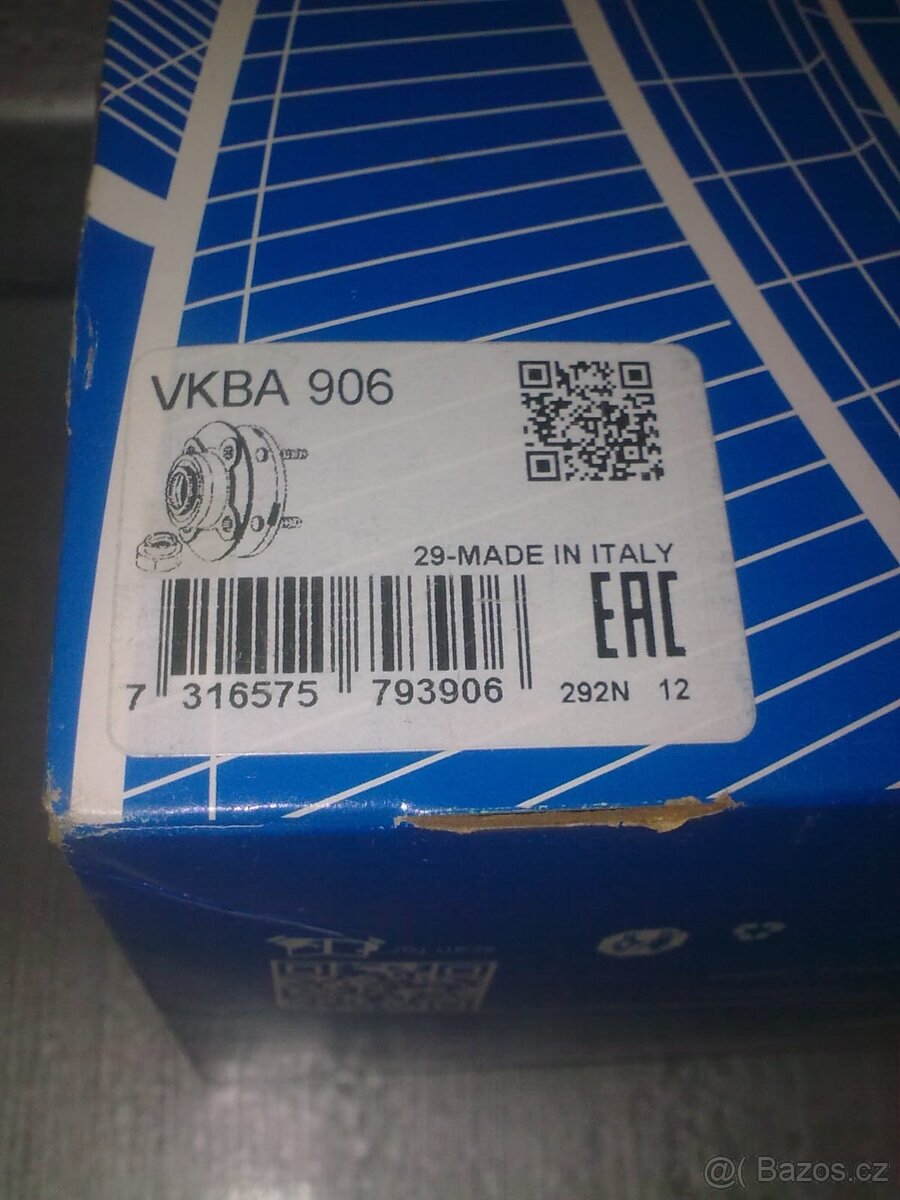 VKBA 906
29-MADE IN ITALY
EAC
7 316575 793906
292N 12
@( Bazos.cz